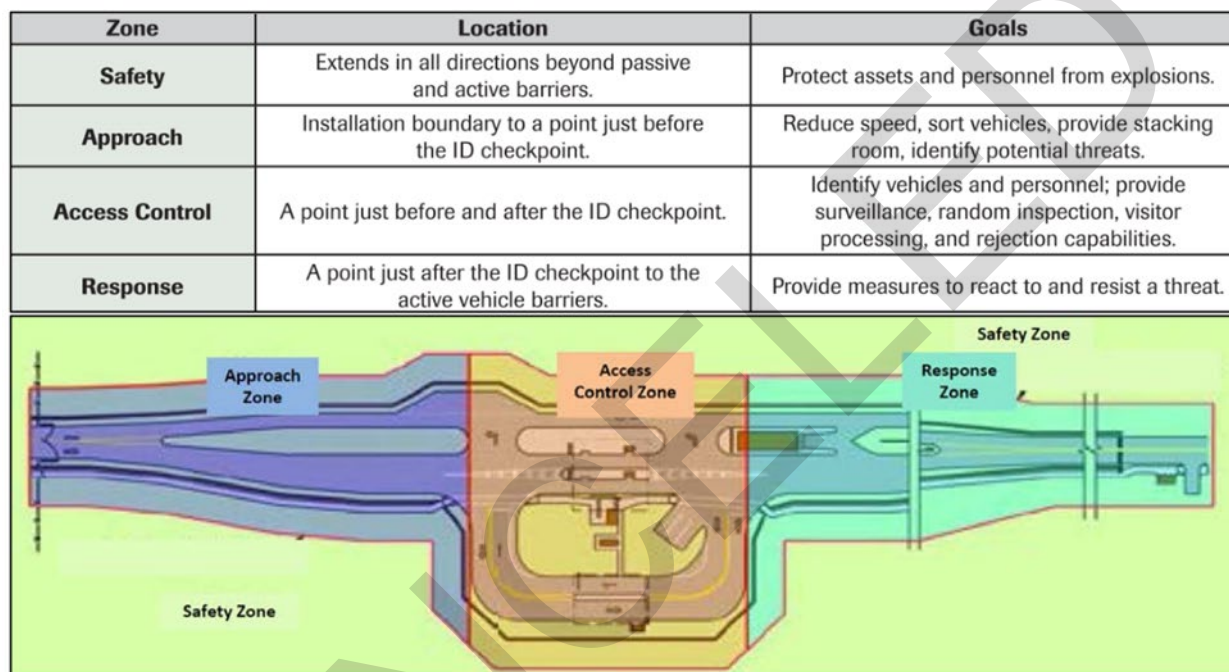 Zone Location Goals
Safety Extends in all directions beyond passive and active barriers. Protect assets and personnel from explosions.
Approach Installation boundary to a point just before the ID checkpoint. Reduce speed, sort vehicles, provide stacking room, identify potential threats.
Access Control A point just before and after the ID checkpoint. Identify vehicles and personnel; provide surveillance, random inspection, visitor processing, and rejection capabilities.
Response A point just after the ID checkpoint to the active vehicle barriers. Provide measures to react to and resist a threat.
Safety Zone
Approach
Zone
Access
Control Zone
Response
Zone
Safety Zone